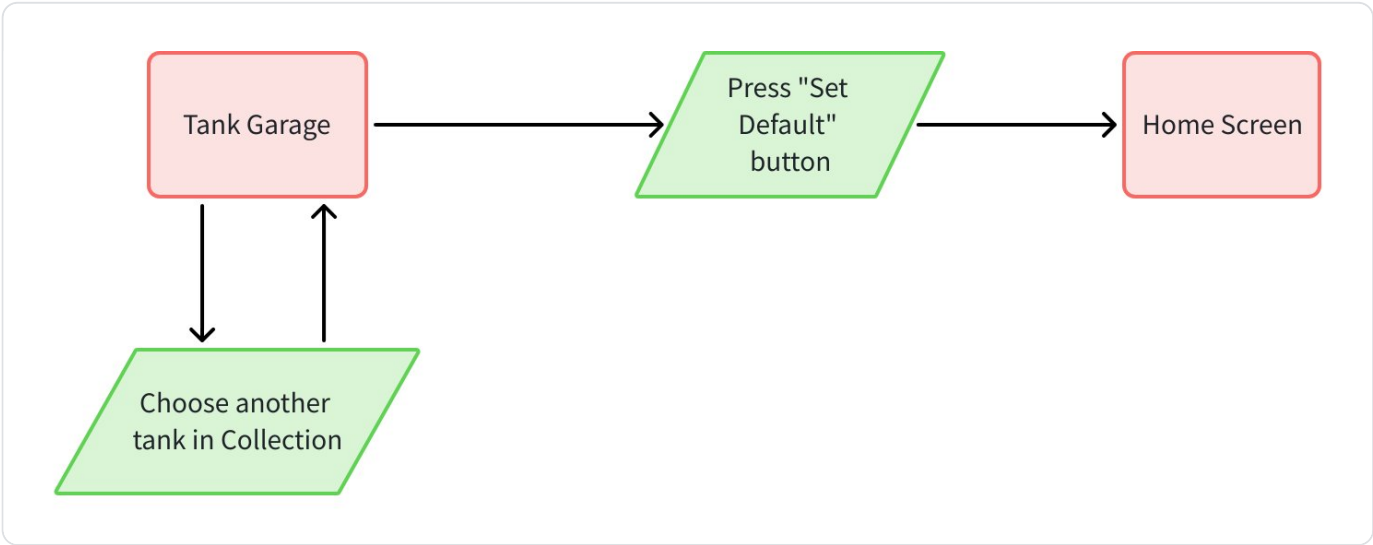 Tank Garage
Press "Set
Default"
button
Home Screen
Choose another
tank in Collection